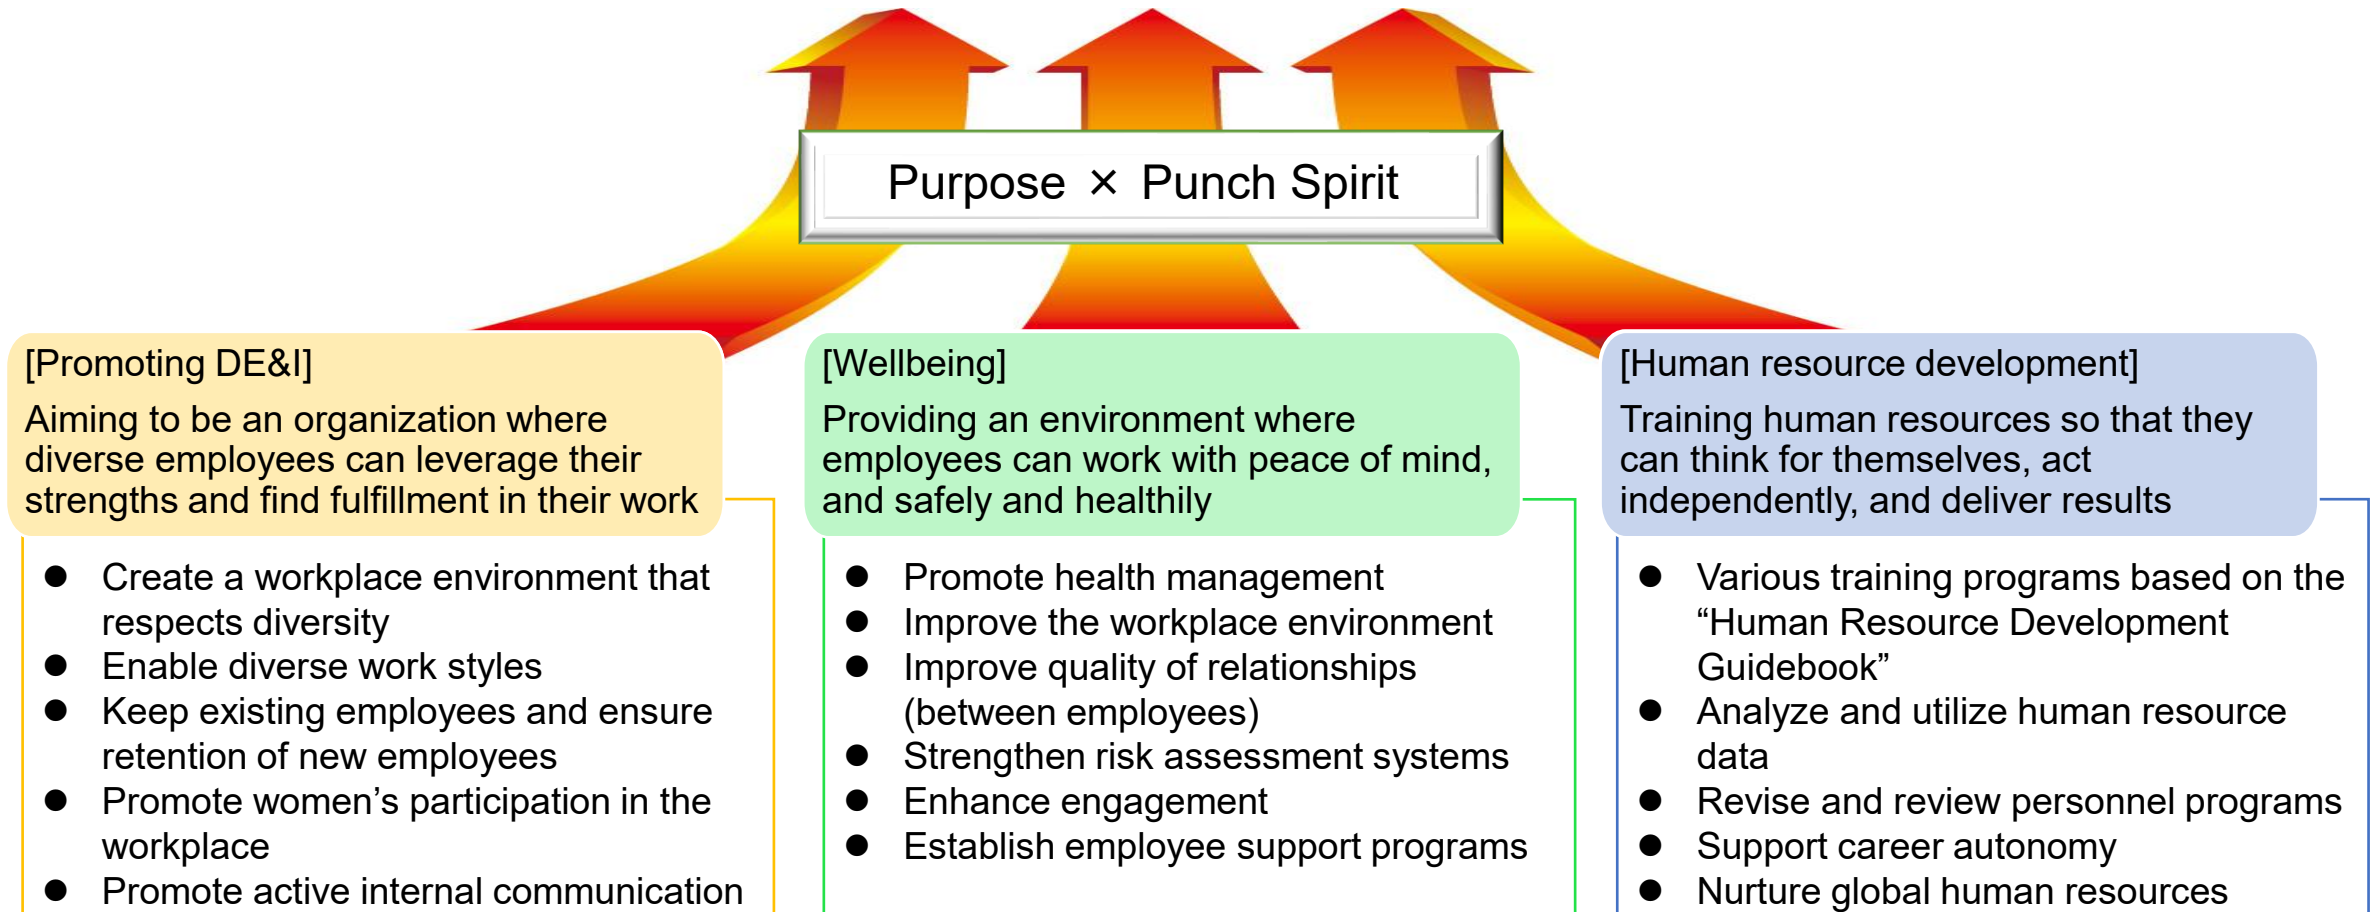 Purpose × Punch Spirit
[Promoting DE&I]
Aiming to be an organization where
diverse employees can leverage their
strengths and find fulfillment in their work
● Create a workplace environment that
respects diversity
● Enable diverse work styles
● Keep existing employees and ensure
retention of new employees
● Promote women’s participation in the
workplace
● Promote active internal communication
[Wellbeing]
Providing an environment where
employees can work with peace of mind,
and safely and healthily
● Promote health management
● Improve the workplace environment
● Improve quality of relationships
(between employees)
● Strengthen risk assessment systems
● Enhance engagement
● Establish employee support programs
[Human resource development]
Training human resources so that they
can think for themselves, act
independently, and deliver results
● Various training programs based on the
“Human Resource Development
Guidebook”
● Analyze and utilize human resource
data
● Revise and review personnel programs
● Support career autonomy
● Nurture global human resources